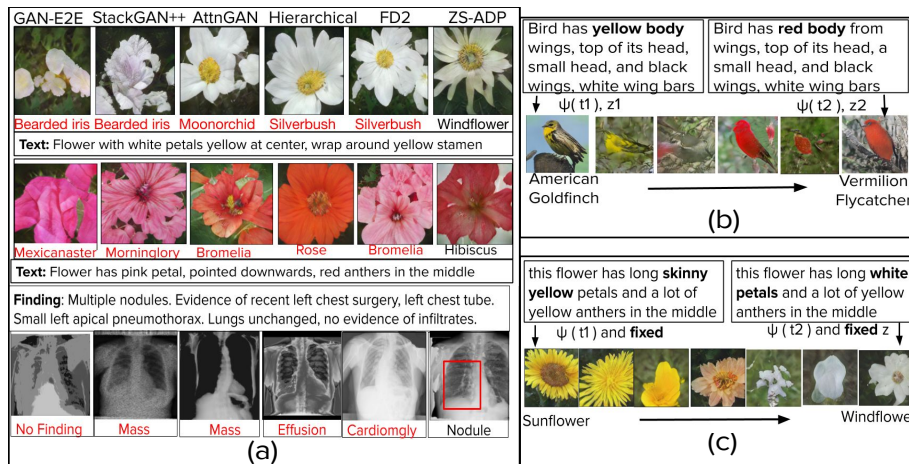 GAN-E2E StackGAN++ AttnGAN Hierarchical FD2 ZS-ADP
Bearded iris Bearded iris Moonorchid Silverbush Silverbush Windflower
Text: Flower with white petals yellow at center, wrap around yellow stamen
Mexicanaster Morninglory Bromelia Rose Bromelia Hibiscus
Text: Flower has pink petal, pointed downwards, red anthers in the middle
Finding: Multiple nodules. Evidence of recent left chest surgery, left chest tube.
Small left apical pneumothorax. Lungs unchanged, no evidence of infiltrates.
No Finding Mass Mass Effusion Cardiomgly Nodule
(a)
Bird has yellow body
wings, top of its head,
small head, and black
wings, white wing bars
Bird has red body from
wings, top of its head, a
small head, and black
wings, white wing bars
ψ( t1 ), z1
ψ( t2 ), z2
American
Goldfinch
Vermilion
Flycatcher
(b)
this flower has long skinny
yellow petals and a lot of
yellow anthers in the middle
this flower has long white
petals and a lot of yellow
anthers in the middle
ψ ( t1 ) and fixed
ψ ( t2 ) and fixed z
Sunflower
Windflowe
(c)